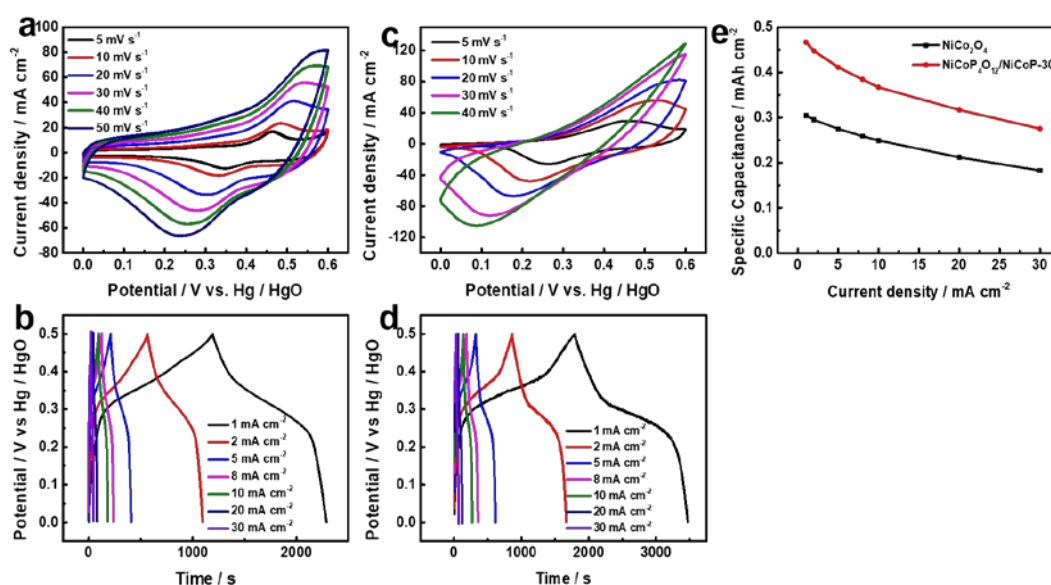 a
100
80
60
40
20
0
-20
-40
-60
-80
5 mV s⁻¹
10 mV s⁻¹
20 mV s⁻¹
30 mV s⁻¹
40 mV s⁻¹
50 mV s⁻¹
Current density / mA cm⁻²
0.0 0.1 0.2 0.3 0.4 0.5 0.6
Potential / V vs. Hg / HgO
c
120
80
40
0
-40
-80
-120
5 mV s⁻¹
10 mV s⁻¹
20 mV s⁻¹
30 mV s⁻¹
40 mV s⁻¹
Current density / mA cm⁻²
0.0 0.1 0.2 0.3 0.4 0.5 0.6
Potential / V vs. Hg / HgO
e
0.5
0.4
0.3
0.2
0.1
0.0
NiCo₂O₄
NiCoP₄O₁₂/NiCoP-30
Specific Capacitance / mAh cm⁻²
0 5 10 15 20 25 30
Current density / mA cm⁻²
b
0.5
0.4
0.3
0.2
0.1
0.0
1 mA cm⁻²
2 mA cm⁻²
5 mA cm⁻²
8 mA cm⁻²
10 mA cm⁻²
20 mA cm⁻²
30 mA cm⁻²
Potential / V vs Hg / HgO
0 1000 2000
Time / s
d
0.5
0.4
0.3
0.2
0.1
0.0
1 mA cm⁻²
2 mA cm⁻²
5 mA cm⁻²
8 mA cm⁻²
10 mA cm⁻²
20 mA cm⁻²
30 mA cm⁻²
Potential / V vs Hg / HgO
0 1000 2000 3000
Time / s